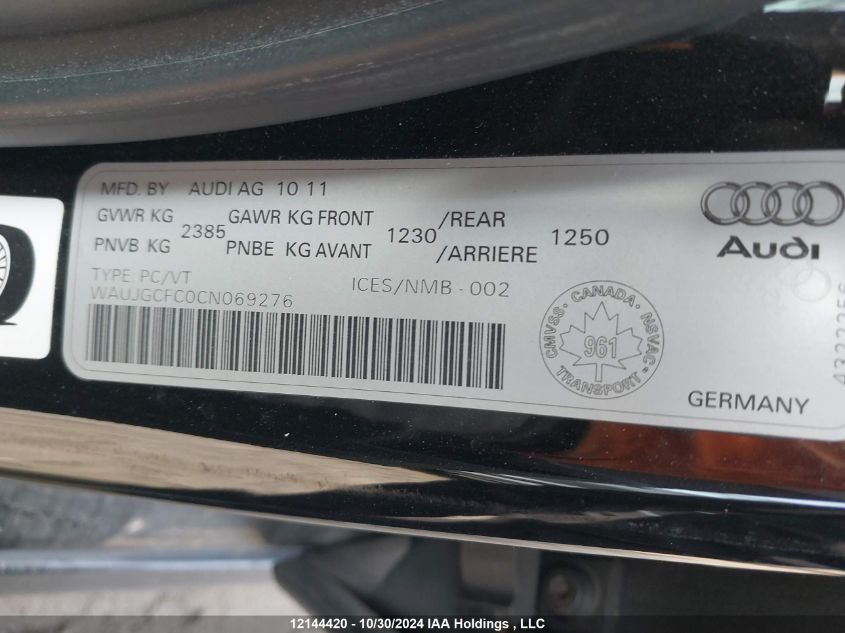 MFD. BY AUDI AG 10 11
GVWR KG 2385 GAWR KG FRONT 1230 /REAR 1250
PNVB KG PNBE KG AVANT /ARRIERE
TYPE: PC/VT ICES/NMB - 002
WAUJGCFC0CN069276
Audi
CMVSS · CANADA · NSVAC
961
TRANSPORT
GERMANY
12144420 - 10/30/2024 IAA Holdings , LLC